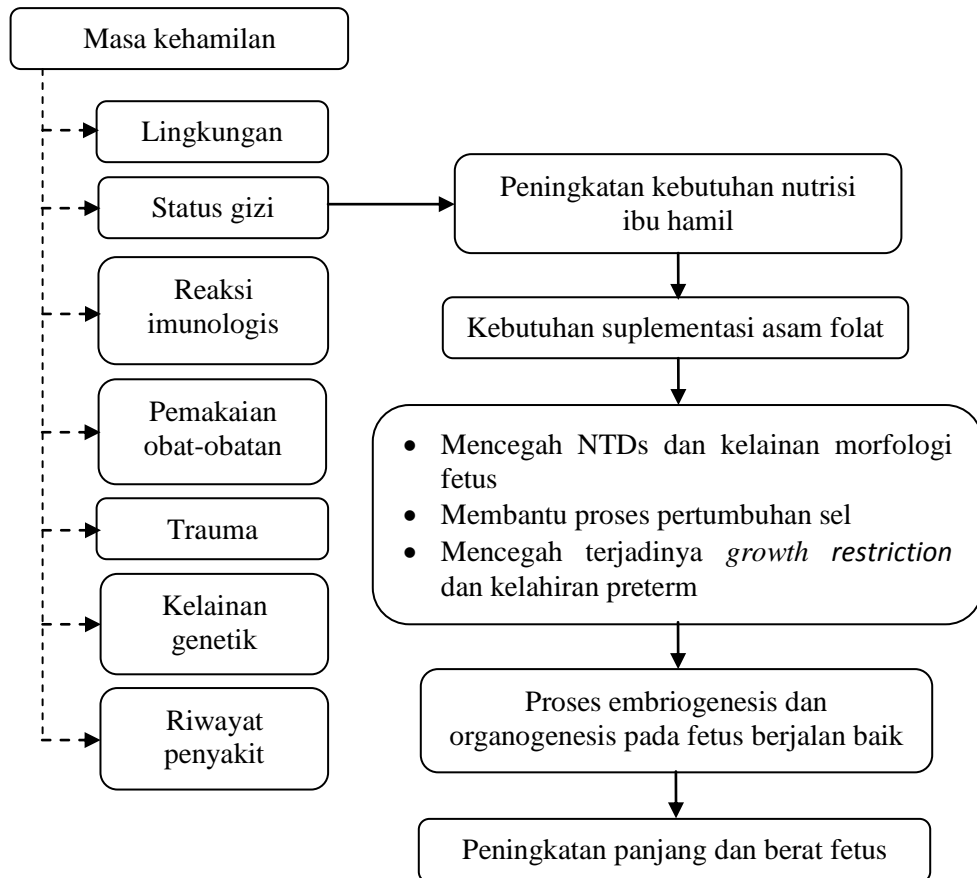 Masa kehamilan
Lingkungan
Status gizi
Reaksi
imunologis
Pemakaian
obat-obatan
Trauma
Kelainan
genetik
Riwayat
penyakit
Peningkatan kebutuhan nutrisi
ibu hamil
Kebutuhan suplementasi asam folat
• Mencegah NTDs dan kelainan morfologi
fetus
• Membantu proses pertumbuhan sel
• Mencegah terjadinya growth restriction
dan kelahiran preterm
Proses embriogenesis dan
organogenesis pada fetus berjalan baik
Peningkatan panjang dan berat fetus